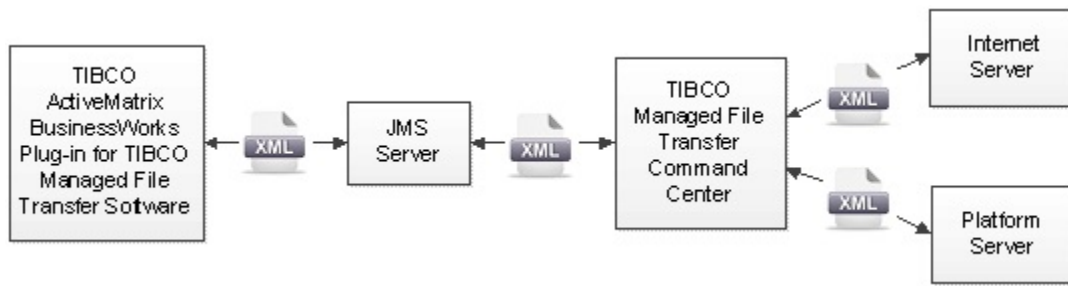 TIBCO
ActiveMatrix
BusinessWorks
Plug-in for TIBCO
Managed File
Transfer Software
XML
JMS
Server
XML
TIBCO
Managed File
Transfer
Command
Center
XML
Internet
Server
XML
Platform
Server